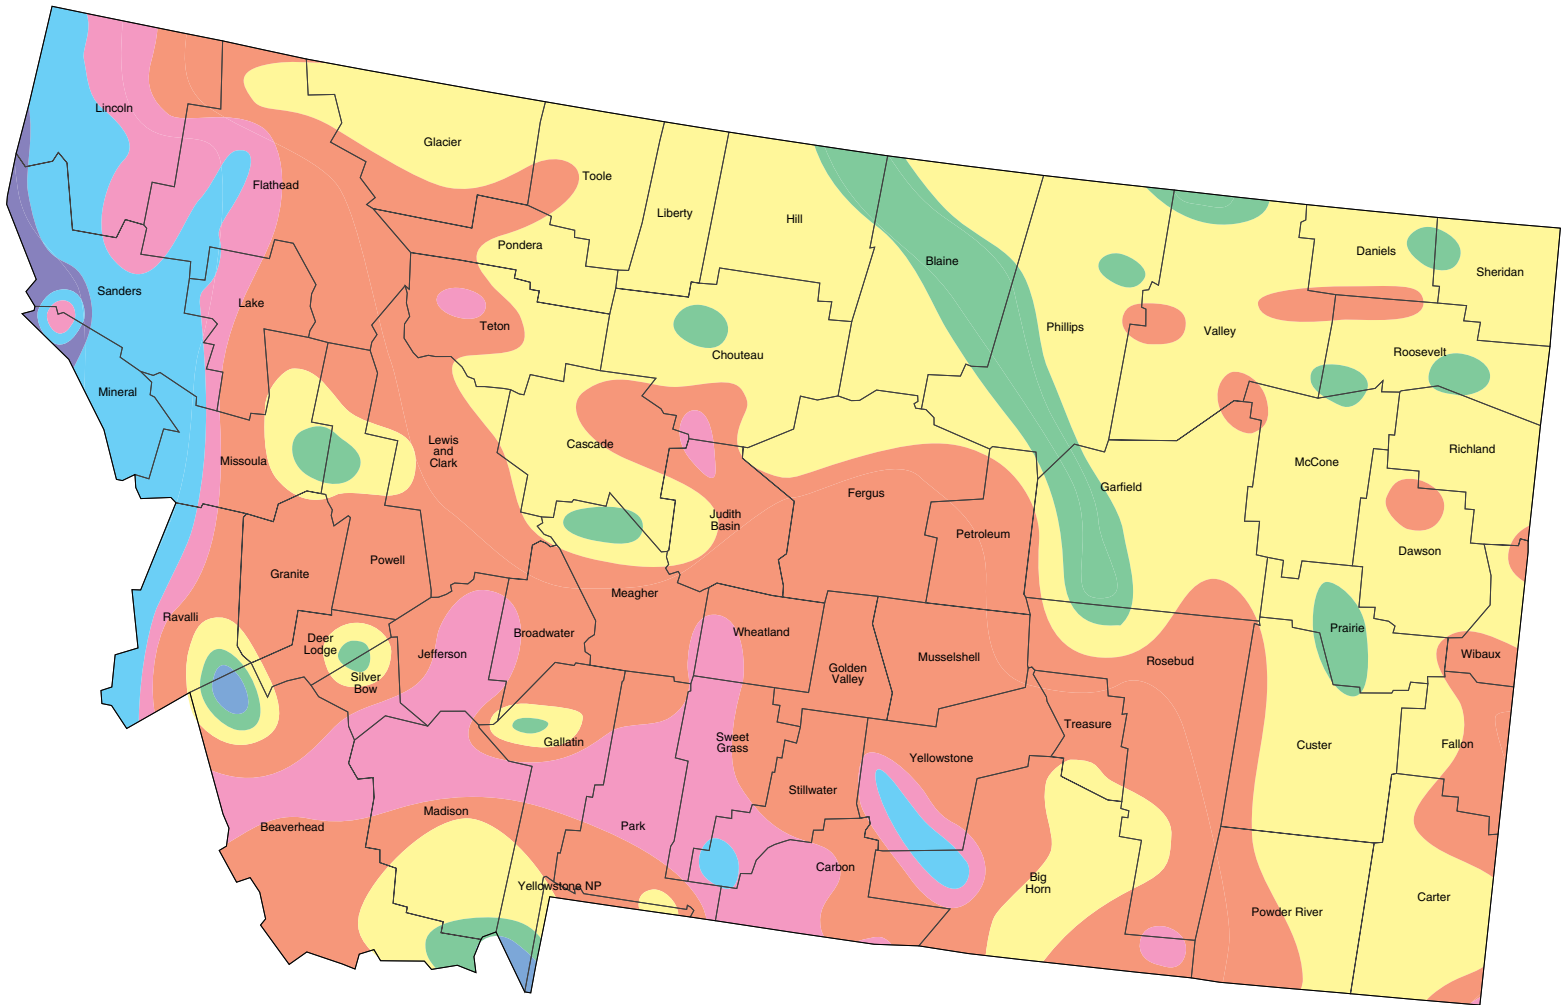 Lincoln
Glacier
Flathead
Toole
Liberty
Hill
Pondera
Blaine
Daniels
Sheridan
Sanders
Lake
Teton
Chouteau
Phillips
Valley
Roosevelt
Mineral
Missoula
Lewis
and
Clark
Cascade
Judith
Basin
Fergus
Petroleum
Garfield
McCone
Richland
Dawson
Granite
Powell
Meagher
Ravalli
Deer
Lodge
Silver
Bow
Jefferson
Broadwater
Wheatland
Golden
Valley
Musselshell
Rosebud
Prairie
Wibaux
Gallatin
Sweet
Grass
Treasure
Yellowstone
Custer
Fallon
Stillwater
Beaverhead
Madison
Park
Carbon
Yellowstone NP
Big
Horn
Powder River
Carter